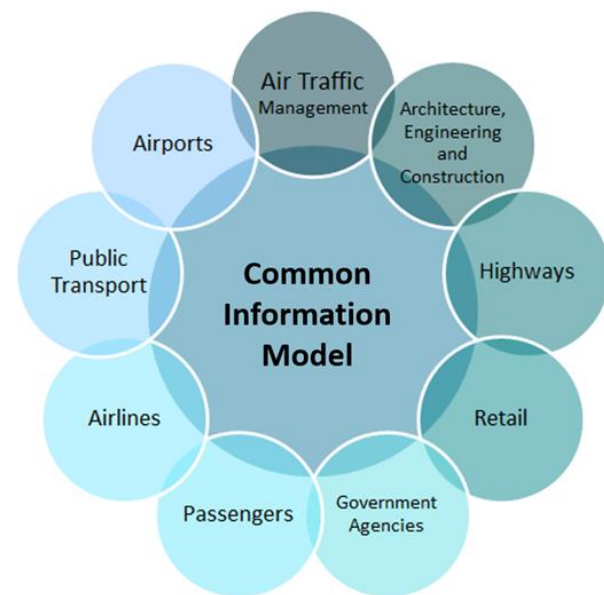 Air Traffic
Management
Architecture,
Engineering
and
Construction
Highways
Retail
Government
Agencies
Passengers
Airlines
Public
Transport
Airports
Common
Information
Model